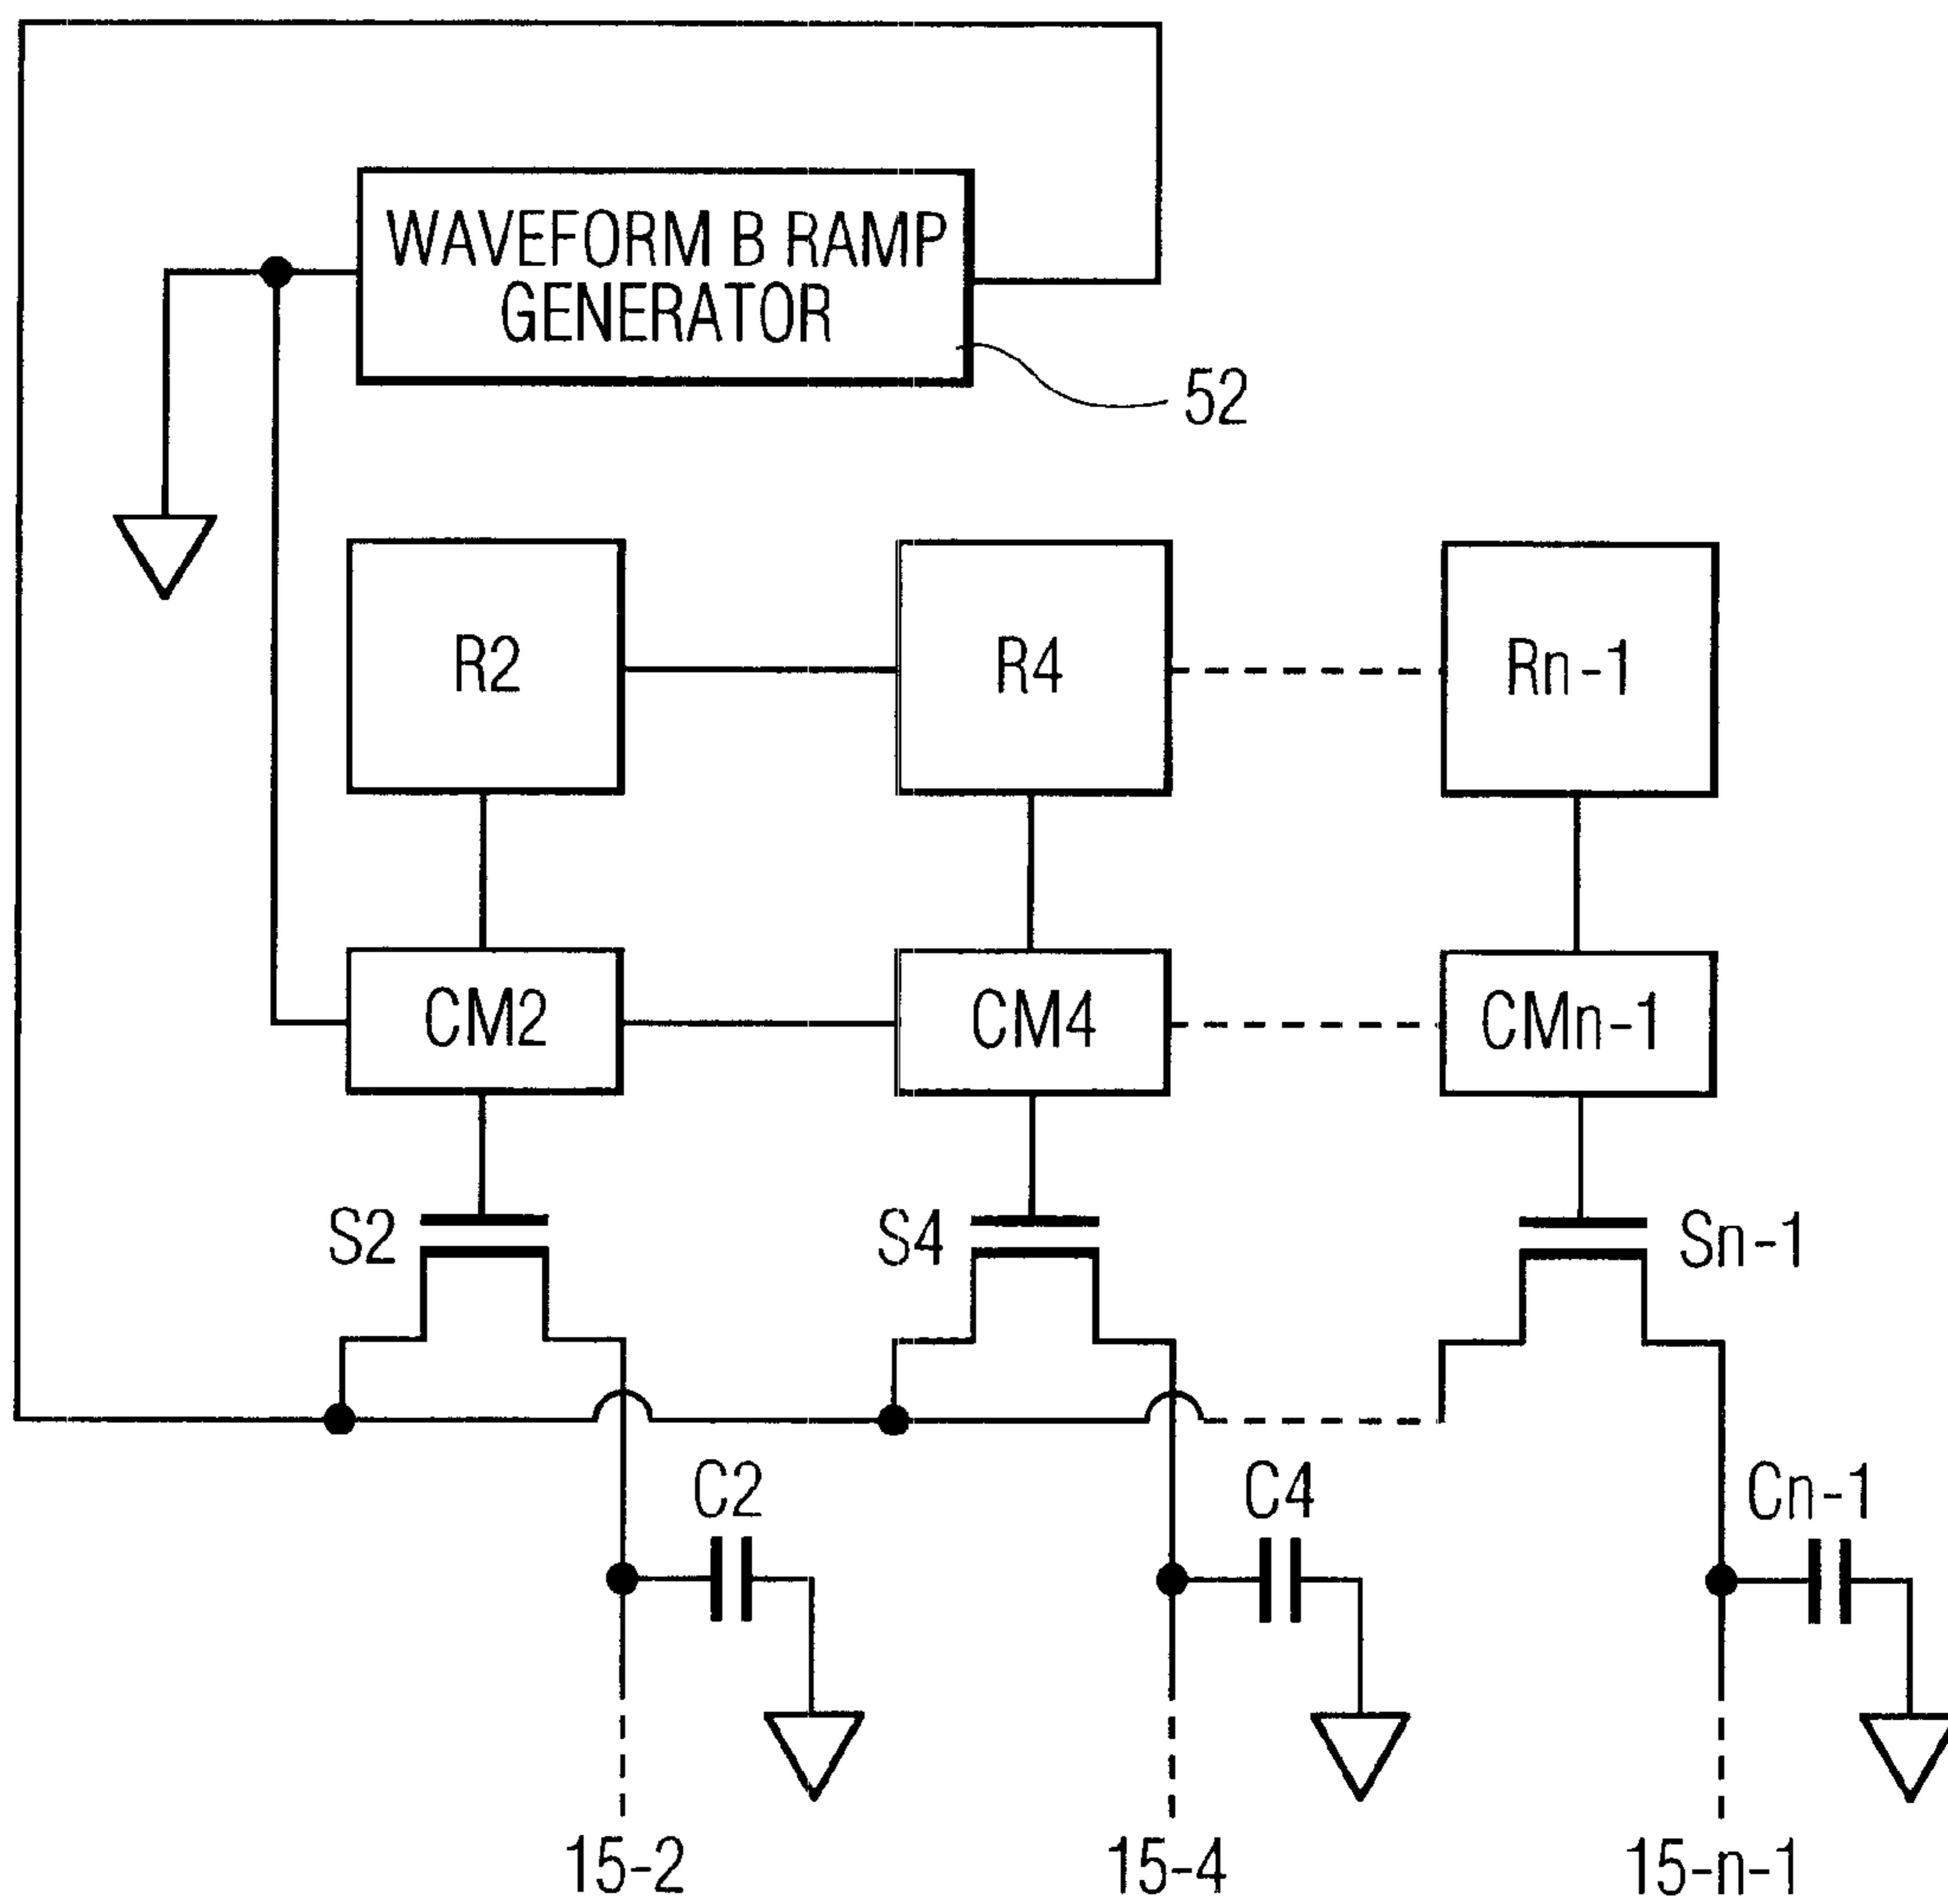 WAVEFORM B RAMP
GENERATOR
52
R2
R4
Rn-1
CM2
CM4
CMn-1
S2
S4
Sn-1
C2
C4
Cn-1
15-2
15-4
15-n-1